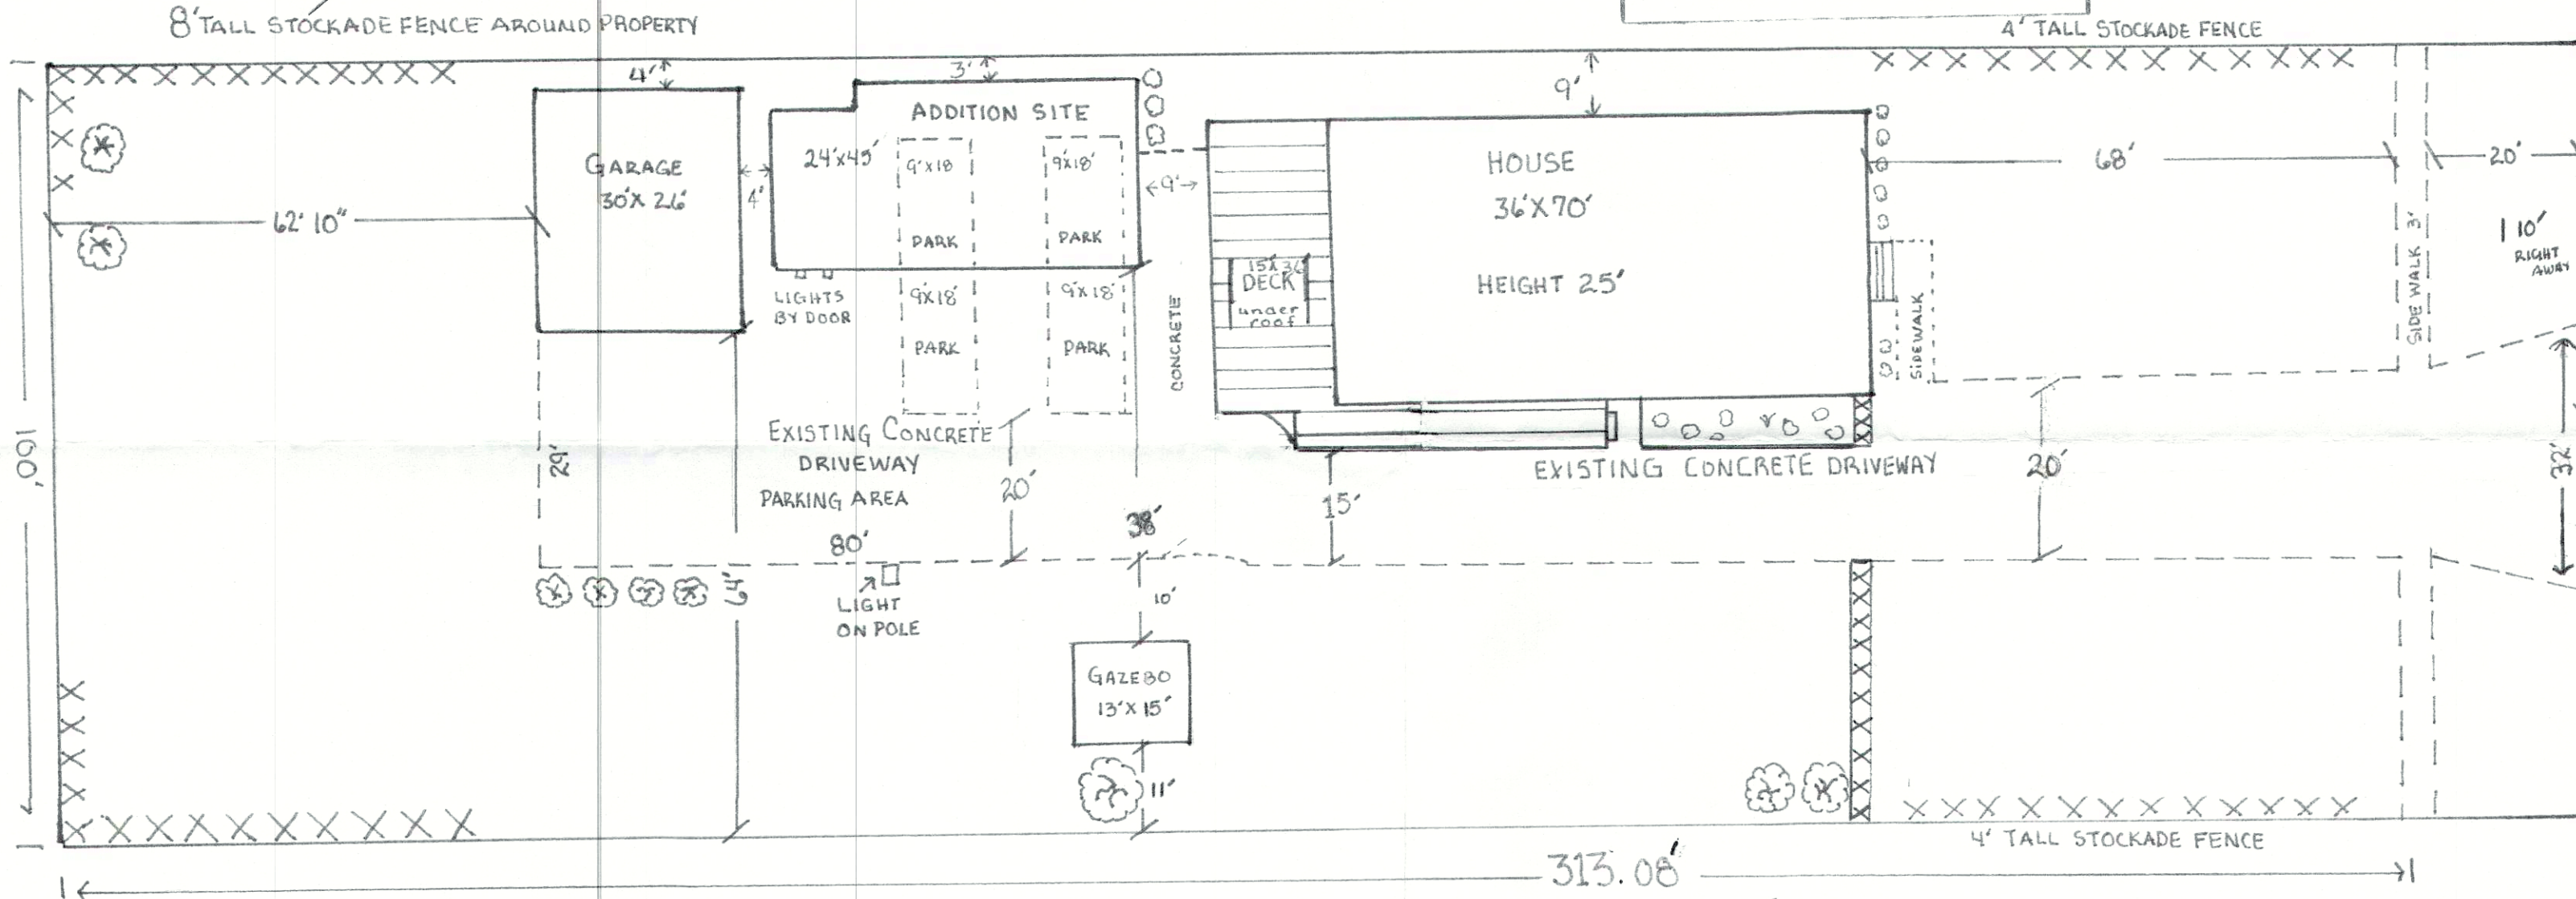 8' TALL STOCKADE FENCE AROUND PROPERTY
4' TALL STOCKADE FENCE
4'
3'
9'
ADDITION SITE
GARAGE
30'X 26'
24'x45'
9'x18'
PARK
9'x18'
PARK
4'
9'
HOUSE
36'X70'
HEIGHT 25'
68'
20'
62' 10"
110'
RIGHT
AWAY
SIDE WALK 3'
SIDEWALK
15'x36'
DECK
under
roof
LIGHTS
BY DOOR
9'X18'
PARK
9'x18'
PARK
CONCRETE
100'
29'
EXISTING CONCRETE
DRIVEWAY
PARKING AREA
20'
38'
15'
EXISTING CONCRETE DRIVEWAY
20'
32'
80'
LIGHT
ON POLE
10'
GAZEBO
13'X 15'
11'
4' TALL STOCKADE FENCE
313.08'